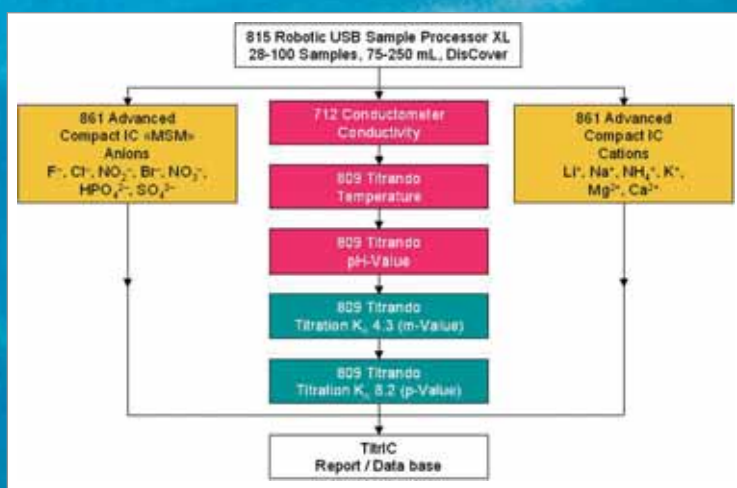 815 Robotic USB Sample Processor XL
28-100 Samples, 75-250 mL, DisCover
861 Advanced
Compact IC «MSM»
Anions
F⁻, Cl⁻, NO₂⁻, Br⁻, NO₃⁻,
HPO₄²⁻, SO₄²⁻
712 Conductometer
Conductivity
809 Titrando
Temperature
809 Titrando
pH-Value
809 Titrando
Titration Kₐ 4.3 (m-Value)
809 Titrando
Titration Kₐ 8.2 (p-Value)
861 Advanced
Compact IC
Cations
Li⁺, Na⁺, NH₄⁺, K⁺,
Mg²⁺, Ca²⁺
TitrIC
Report / Data base